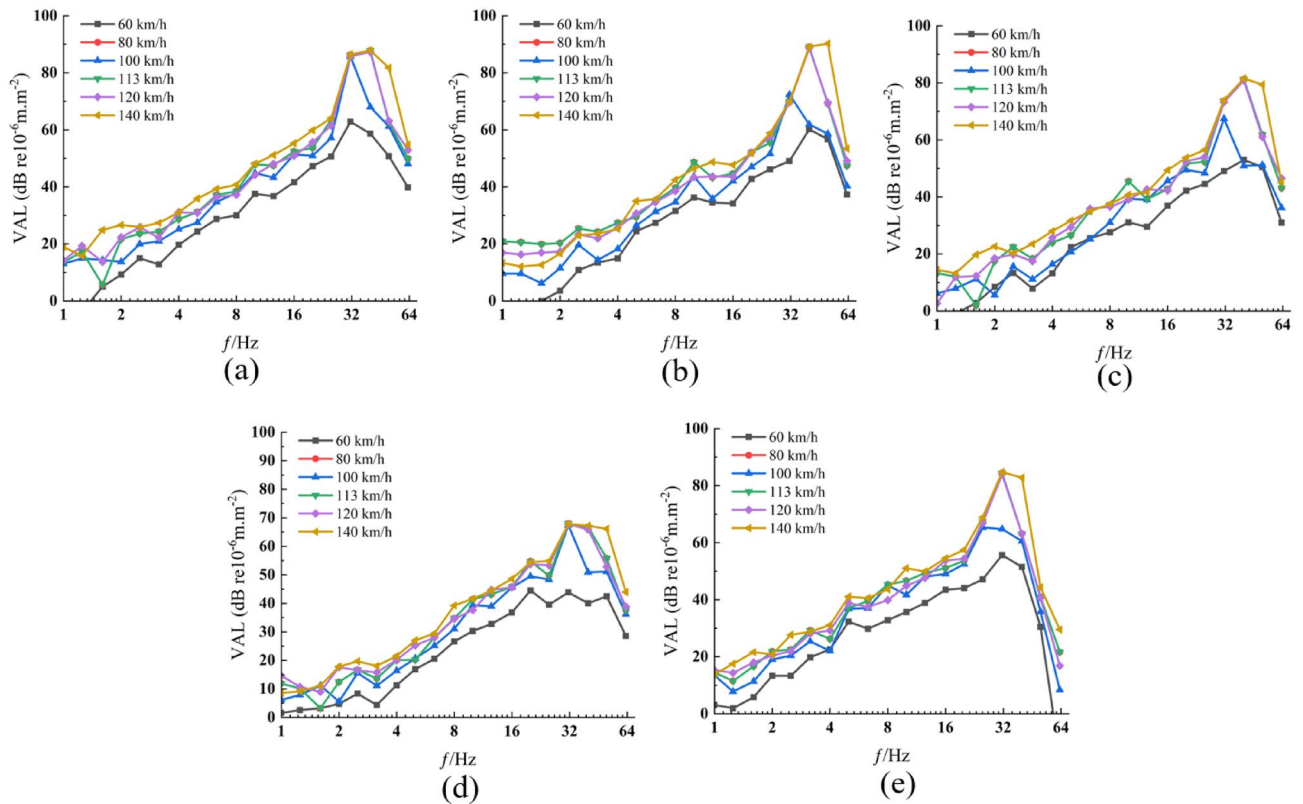 100
80
60
40
20
0
VAL (dB re10⁻⁶m.m⁻²)
60 km/h
80 km/h
100 km/h
113 km/h
120 km/h
140 km/h
1 2 4 8 16 32 64
f/Hz
(a)
100
80
60
40
20
0
VAL (dB re10⁻⁶m.m⁻²)
60 km/h
80 km/h
100 km/h
113 km/h
120 km/h
140 km/h
1 2 4 8 16 32 64
f/Hz
(b)
100
80
60
40
20
0
VAL (dB re10⁻⁶m.m⁻²)
60 km/h
80 km/h
100 km/h
113 km/h
120 km/h
140 km/h
1 2 4 8 16 32 64
f/Hz
(c)
100
90
80
70
60
50
40
30
20
10
0
VAL (dB re10⁻⁶m.m⁻²)
60 km/h
80 km/h
100 km/h
113 km/h
120 km/h
140 km/h
1 2 4 8 16 32 64
f/Hz
(d)
100
80
60
40
20
0
VAL (dB re10⁻⁶m.m⁻²)
60 km/h
80 km/h
100 km/h
113 km/h
120 km/h
140 km/h
1 2 4 8 16 32 64
f/Hz
(e)